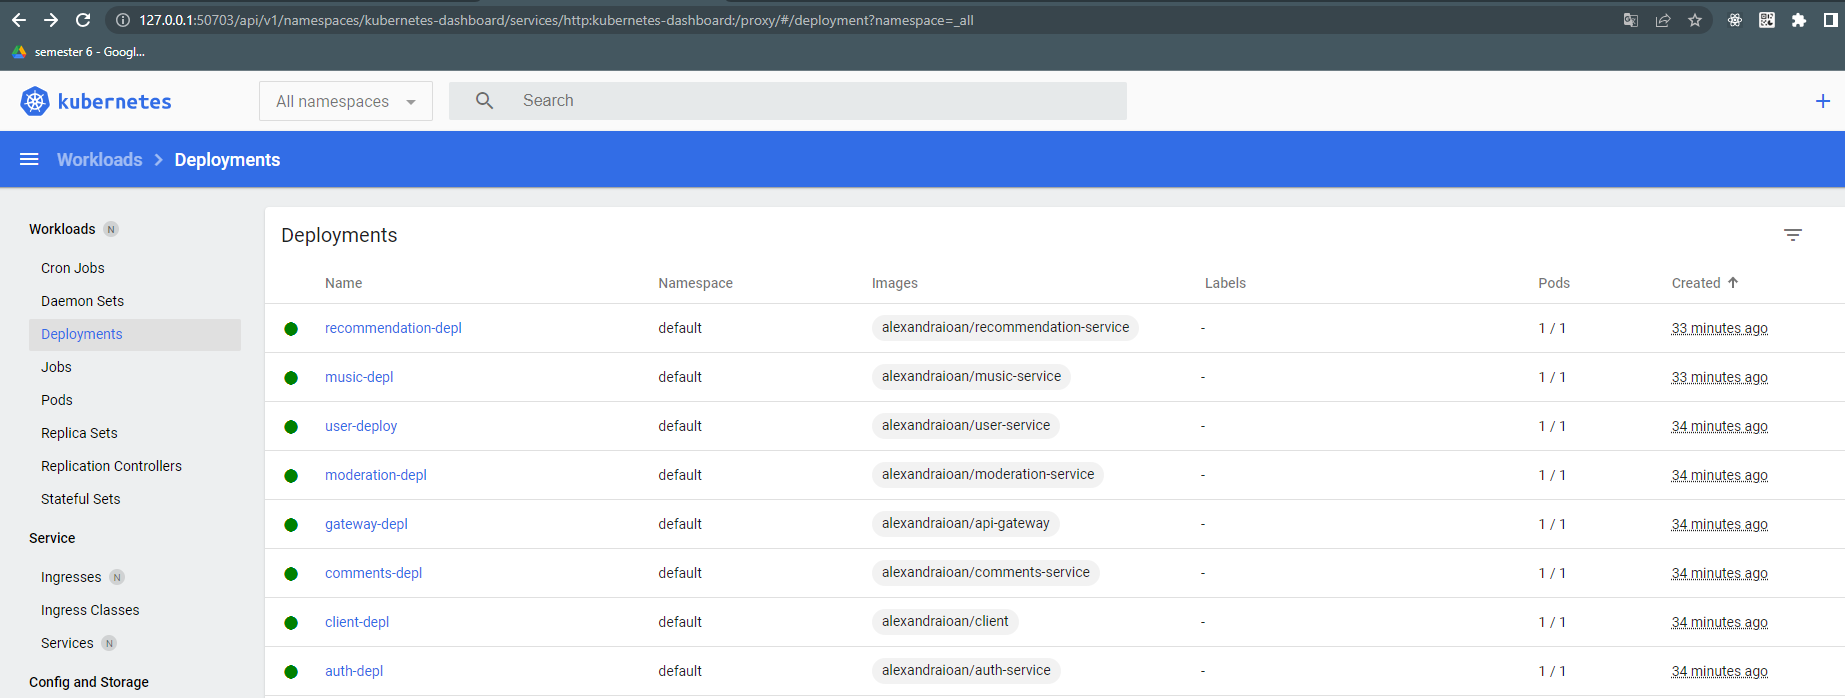 127.0.0.1:50703/api/v1/namespaces/kubernetes-dashboard/services/http:kubernetes-dashboard:/proxy/#/deployment?namespace=_all
semester 6 - Googl...
kubernetes
All namespaces
Search
Workloads > Deployments
Workloads N
Cron Jobs
Daemon Sets
Deployments
Jobs
Pods
Replica Sets
Replication Controllers
Stateful Sets
Service
Ingresses N
Ingress Classes
Services N
Config and Storage
Deployments
Name Namespace Images Labels Pods Created
recommendation-depl default alexandraioan/recommendation-service - 1 / 1 33 minutes ago
music-depl default alexandraioan/music-service - 1 / 1 33 minutes ago
user-deploy default alexandraioan/user-service - 1 / 1 34 minutes ago
moderation-depl default alexandraioan/moderation-service - 1 / 1 34 minutes ago
gateway-depl default alexandraioan/api-gateway - 1 / 1 34 minutes ago
comments-depl default alexandraioan/comments-service - 1 / 1 34 minutes ago
client-depl default alexandraioan/client - 1 / 1 34 minutes ago
auth-depl default alexandraioan/auth-service - 1 / 1 34 minutes ago